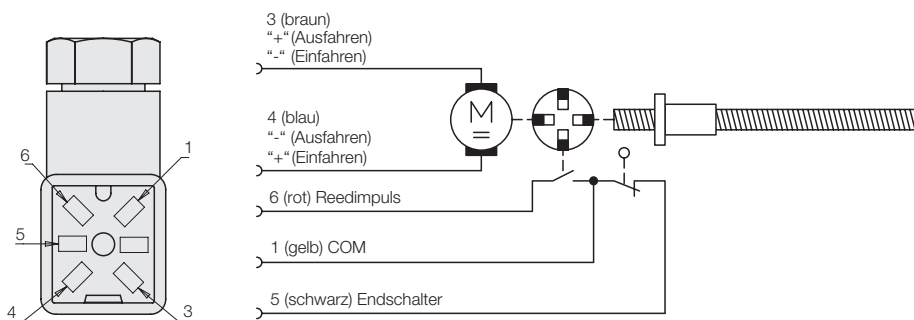 3 (braun)
“+“(Ausfahren)
“-“ (Einfahren)
4 (blau)
“-“ (Ausfahren)
“+“(Einfahren)
6 (rot) Reedimpuls
1 (gelb) COM
5 (schwarz) Endschalter
M
6
1
5
4
3